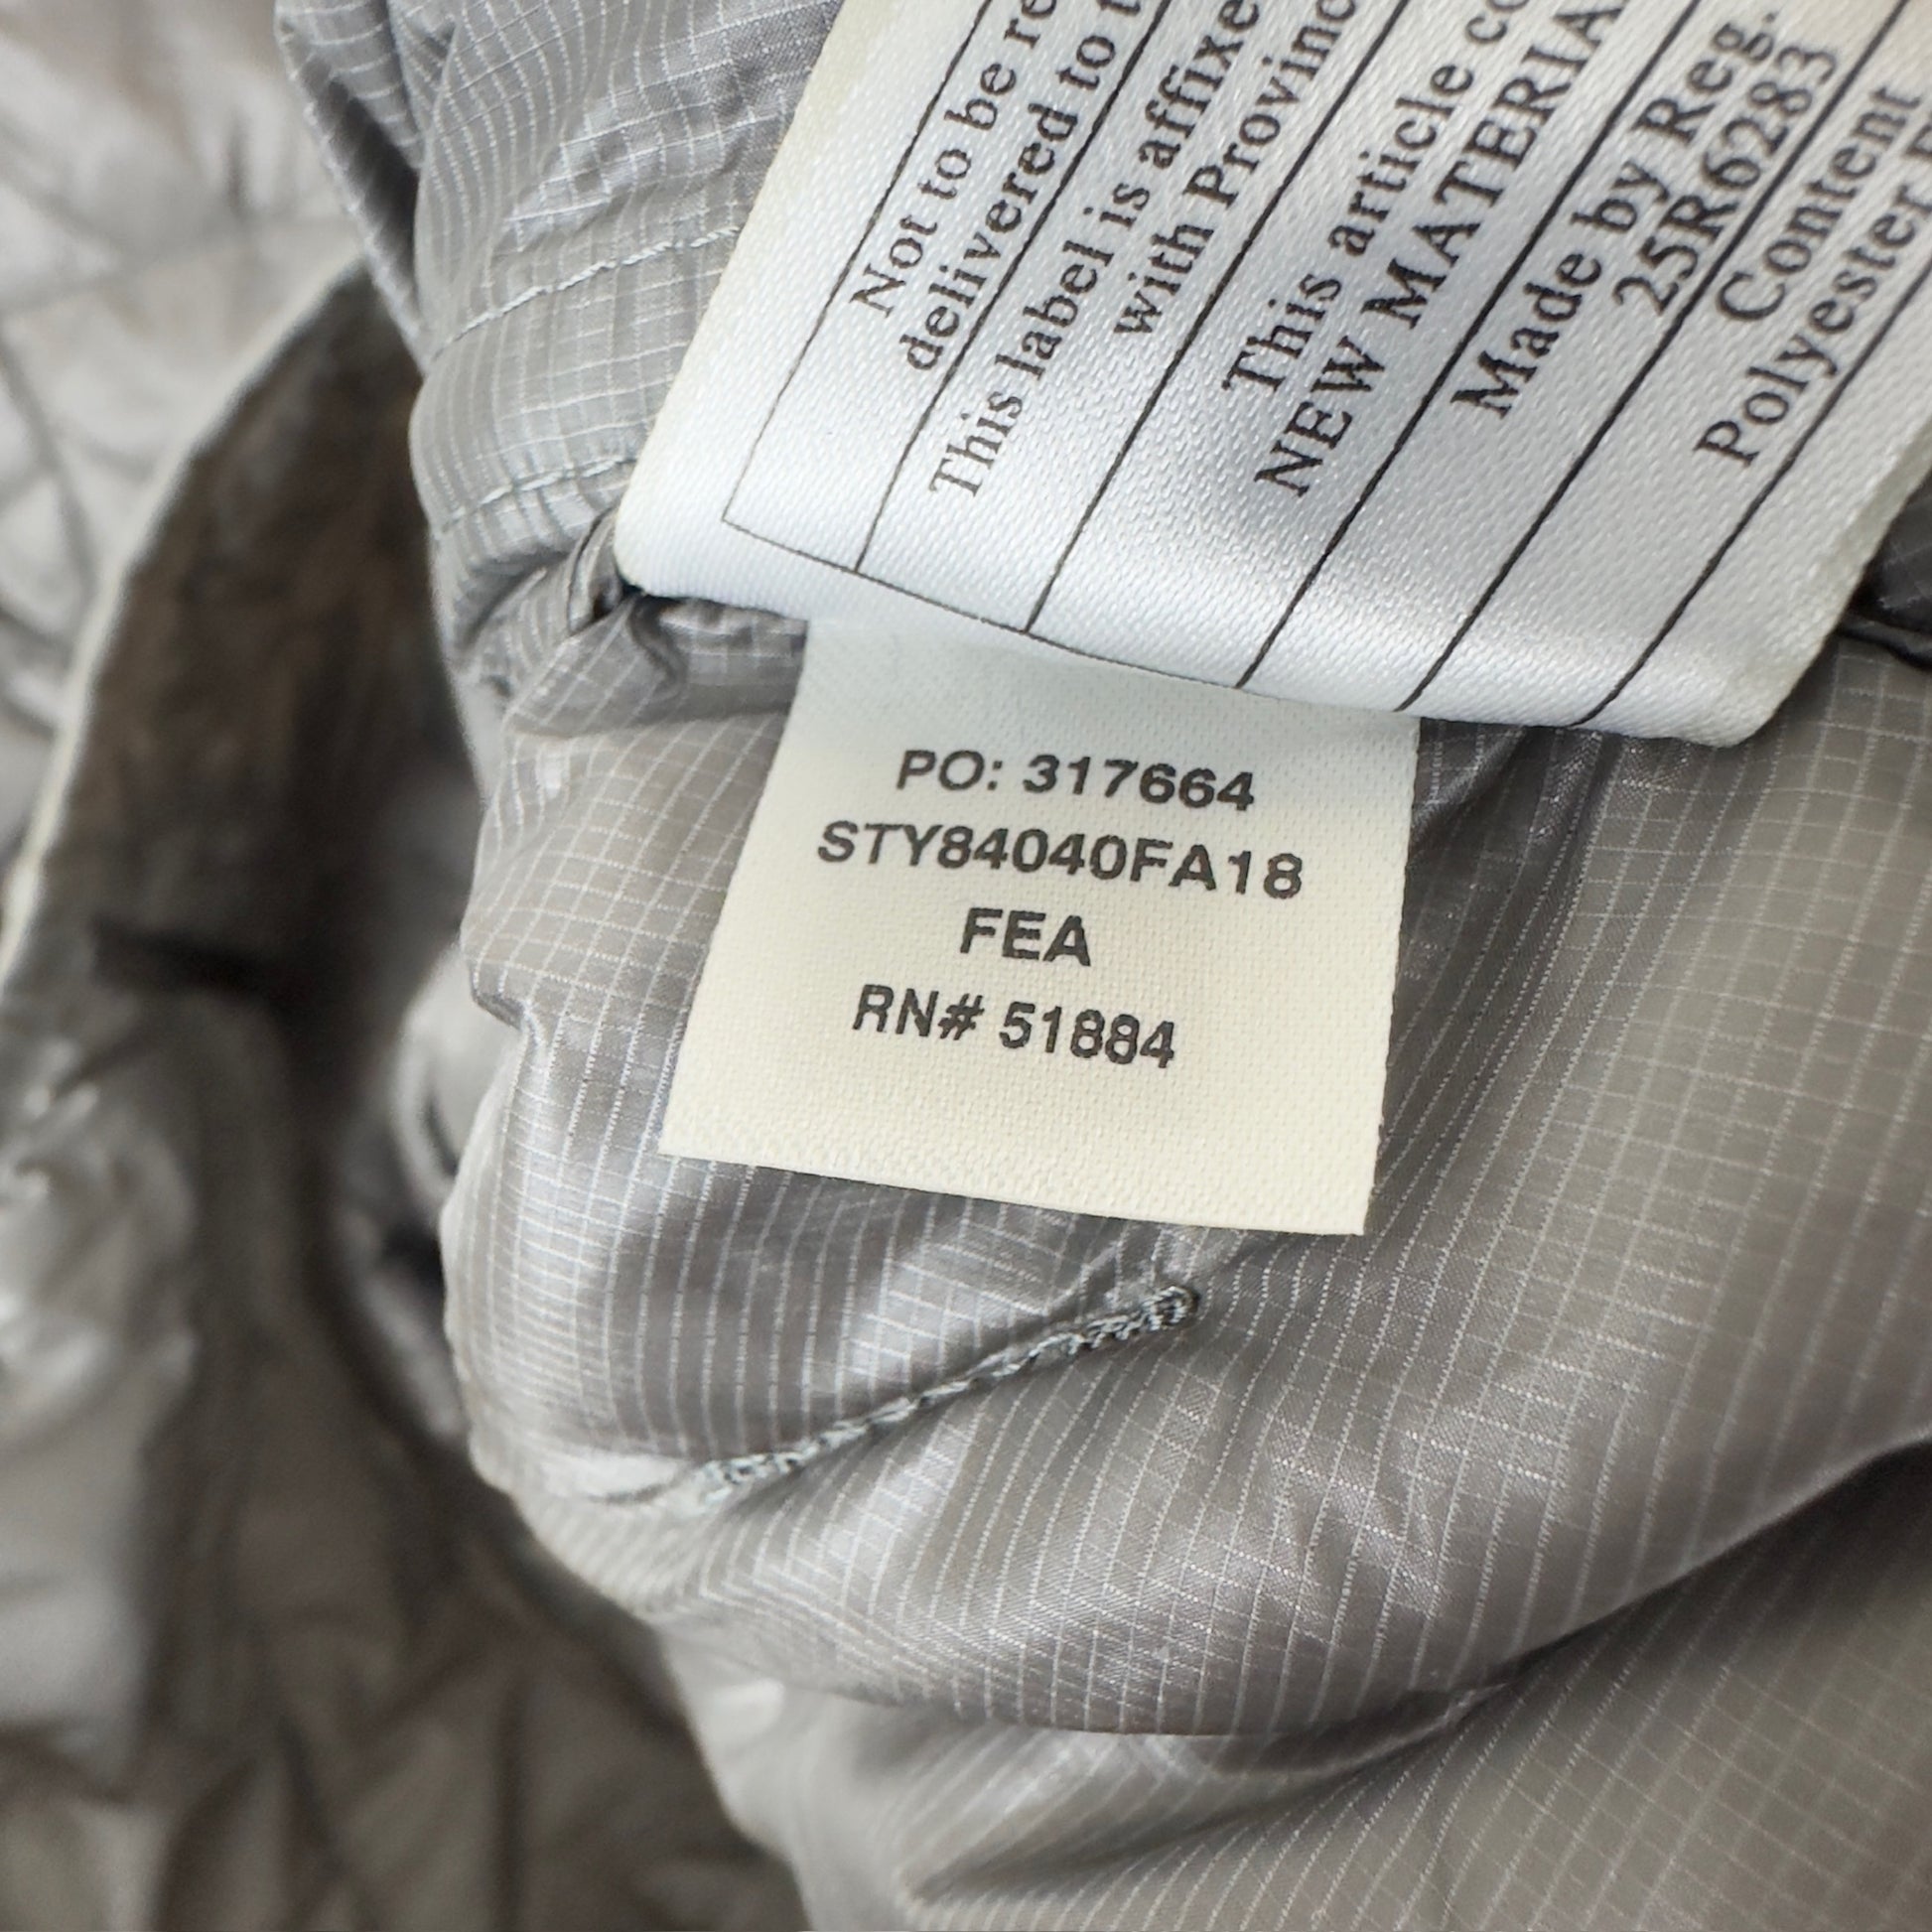 Not to be re
delivered to t
This label is affixe
with Provinc
This article co
NEW MATERIA
Made by Reg.
25R6283
Content
Polyester
PO: 317664
STY84040FA18
FEA
RN# 51884